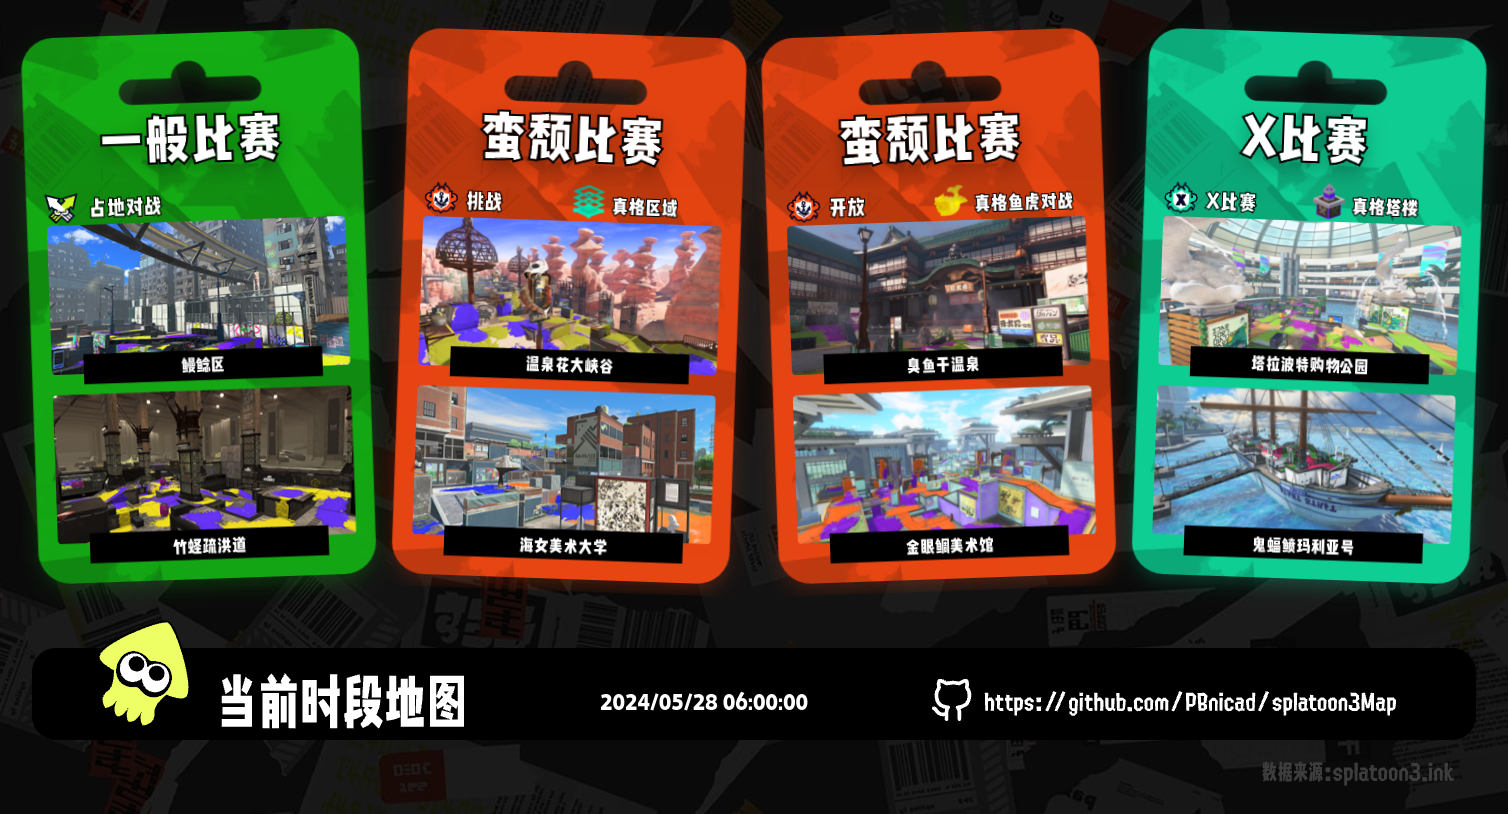 一般比赛
占地对战
鳗鲶区
竹蛏疏洪道
蛮颓比赛
挑战
真格区域
温泉花大峡谷
海女美术大学
蛮颓比赛
开放
真格鱼虎对战
臭鱼干温泉
金眼鲷美术馆
X比赛
X比赛
真格塔楼
塔拉波特购物公园
鬼蝠鲼玛利亚号
当前时段地图
2024/05/28 06:00:00
https://github.com/PBnicad/splatoon3Map
数据来源:splatoon3.ink